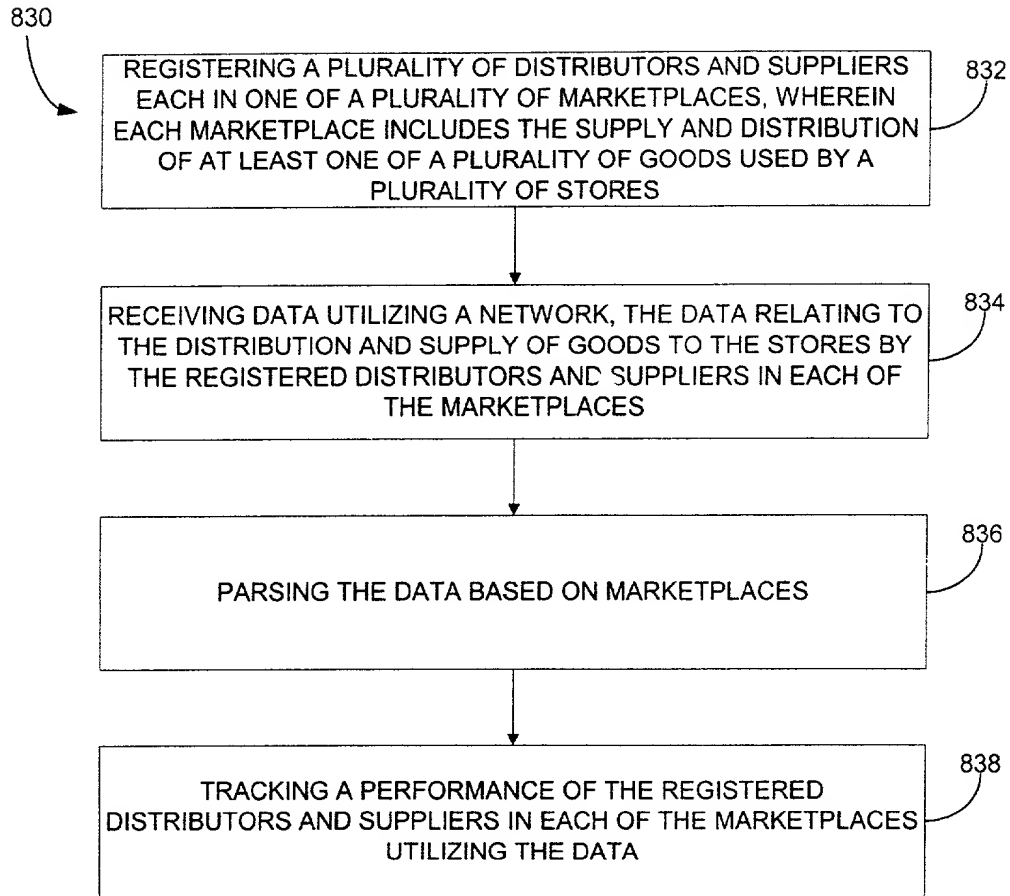 830
REGISTERING A PLURALITY OF DISTRIBUTORS AND SUPPLIERS
EACH IN ONE OF A PLURALITY OF MARKETPLACES, WHEREIN
EACH MARKETPLACE INCLUDES THE SUPPLY AND DISTRIBUTION
OF AT LEAST ONE OF A PLURALITY OF GOODS USED BY A
PLURALITY OF STORES
832
RECEIVING DATA UTILIZING A NETWORK, THE DATA RELATING TO
THE DISTRIBUTION AND SUPPLY OF GOODS TO THE STORES BY
THE REGISTERED DISTRIBUTORS AND SUPPLIERS IN EACH OF
THE MARKETPLACES
834
PARSING THE DATA BASED ON MARKETPLACES
836
TRACKING A PERFORMANCE OF THE REGISTERED
DISTRIBUTORS AND SUPPLIERS IN EACH OF THE MARKETPLACES
UTILIZING THE DATA
838